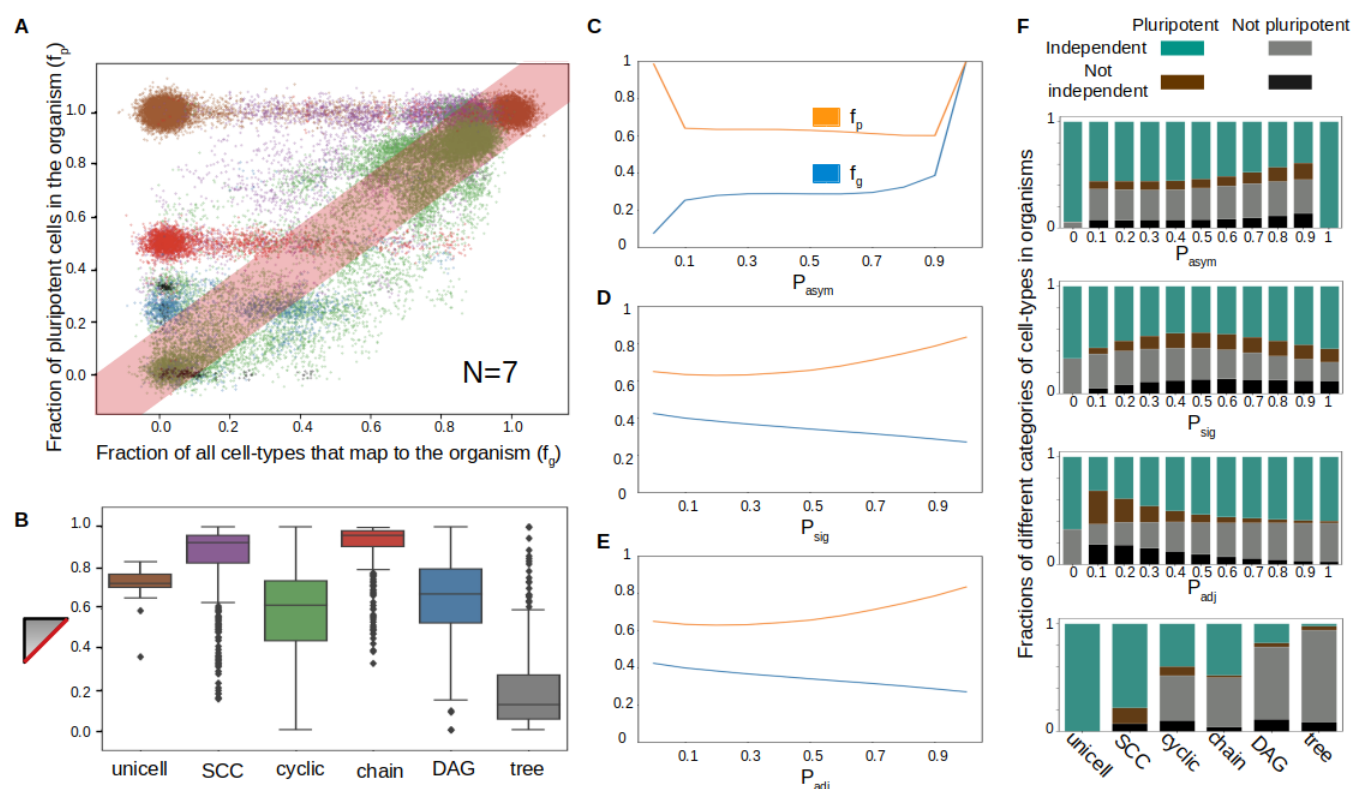 A
Fraction of pluripotent cells in the organism (fp)
1.0
0.8
0.6
0.4
0.2
0.0
N=7
0.0 0.2 0.4 0.6 0.8 1.0
Fraction of all cell-types that map to the organism (fg)
B
1.0
0.8
0.6
0.4
0.2
0.0
unicell SCC cyclic chain DAG tree
C
1
0.8
0.6
0.4
0.2
0
fp
fg
0.1 0.3 0.5 0.7 0.9
Pasym
D
1
0.8
0.6
0.4
0.2
0
0.1 0.3 0.5 0.7 0.9
Psig
E
1
0.8
0.6
0.4
0.2
0
0.1 0.3 0.5 0.7 0.9
Padj
F
Pluripotent Not pluripotent
Independent
Not
independent
Fractions of different categories of cell-types in organisms
1
0
0 0.1 0.2 0.3 0.4 0.5 0.6 0.7 0.8 0.9 1
Pasym
1
0
0 0.1 0.2 0.3 0.4 0.5 0.6 0.7 0.8 0.9 1
Psig
1
0
0 0.1 0.2 0.3 0.4 0.5 0.6 0.7 0.8 0.9 1
Padj
1
0
unicell SCC cyclic chain DAG tree